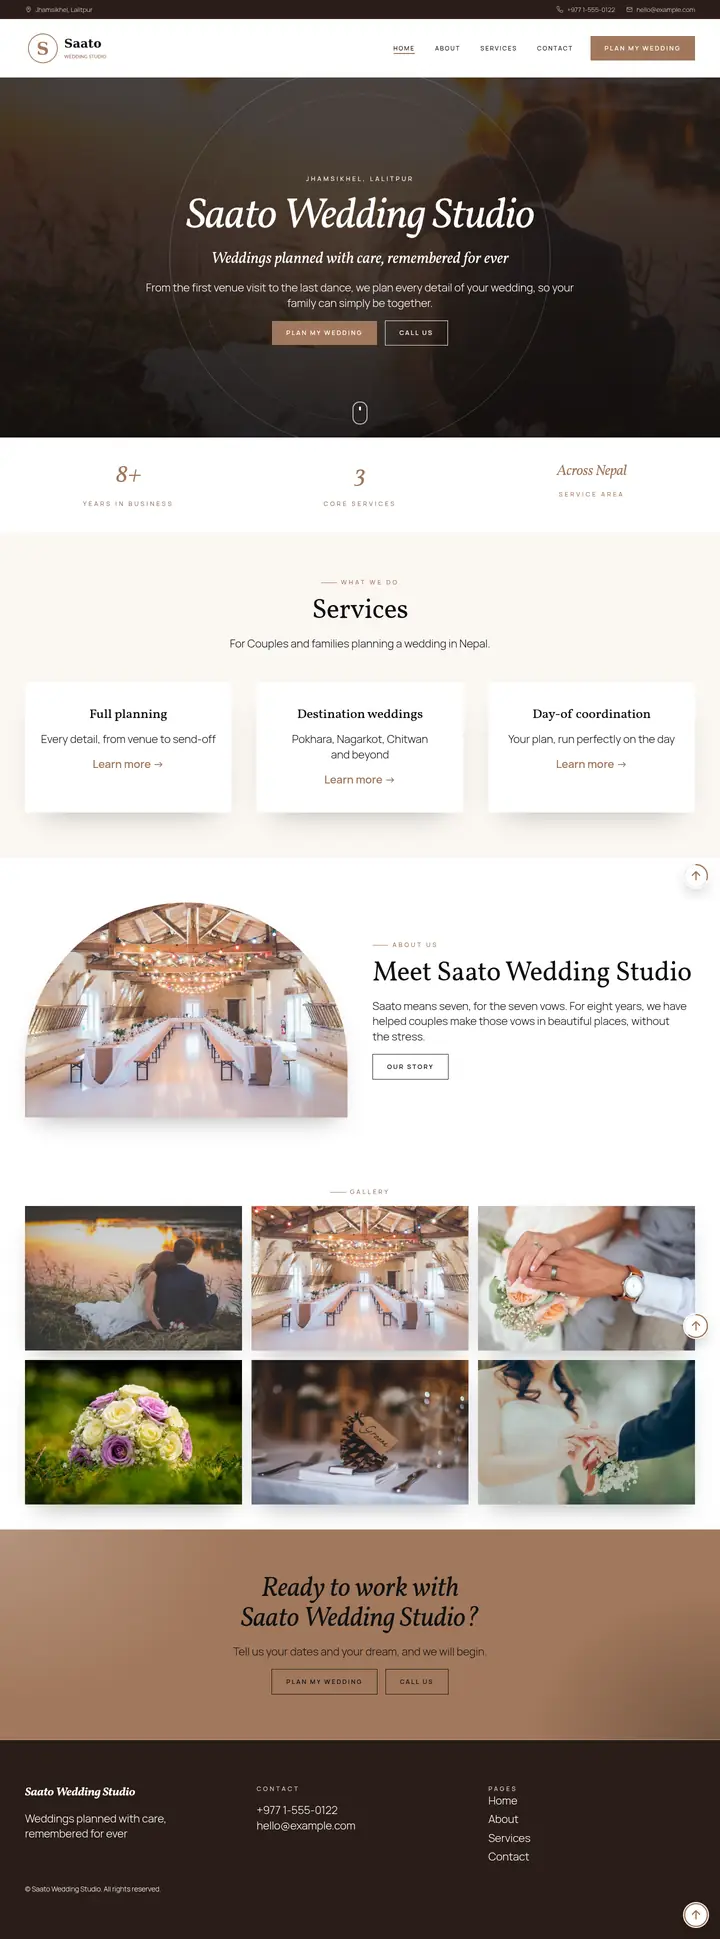 Jhamsikhel, Lalitpur
+977 1-555-0122
hello@example.com
S
Saato
WEDDING STUDIO
HOME
ABOUT
SERVICES
CONTACT
PLAN MY WEDDING
JHAMSIKHEL, LALITPUR
Saato Wedding Studio
Weddings planned with care, remembered for ever
From the first venue visit to the last dance, we plan every detail of your wedding, so your
family can simply be together.
PLAN MY WEDDING
CALL US
8+
YEARS IN BUSINESS
3
CORE SERVICES
Across Nepal
SERVICE AREA
WHAT WE DO
Services
For Couples and families planning a wedding in Nepal.
Full planning
Every detail, from venue to send-off
Learn more →
Destination weddings
Pokhara, Nagarkot, Chitwan
and beyond
Learn more →
Day-of coordination
Your plan, run perfectly on the day
Learn more →
ABOUT US
Meet Saato Wedding Studio
Saato means seven, for the seven vows. For eight years, we have
helped couples make those vows in beautiful places, without
the stress.
OUR STORY
GALLERY
Groom
Ready to work with
Saato Wedding Studio?
Tell us your dates and your dream, and we will begin.
PLAN MY WEDDING
CALL US
Saato Wedding Studio
Weddings planned with care,
remembered for ever
CONTACT
+977 1-555-0122
hello@example.com
PAGES
Home
About
Services
Contact
© Saato Wedding Studio. All rights reserved.